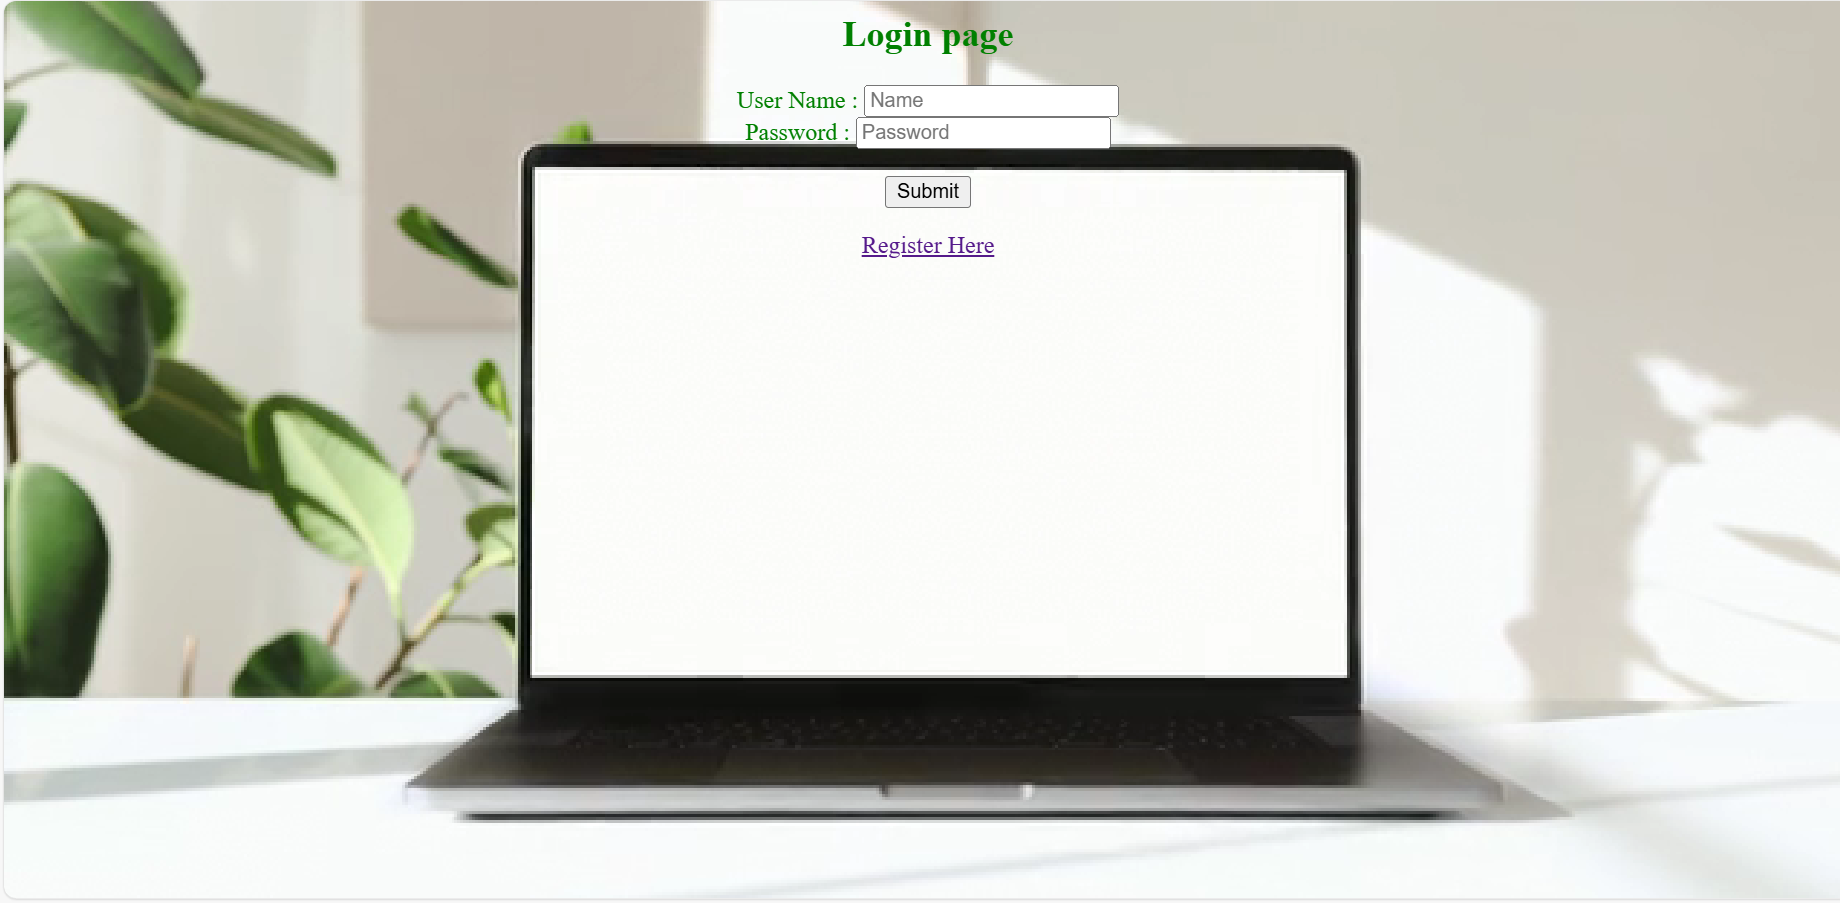 Login page
User Name : Name
Password : Password
Submit
Register Here